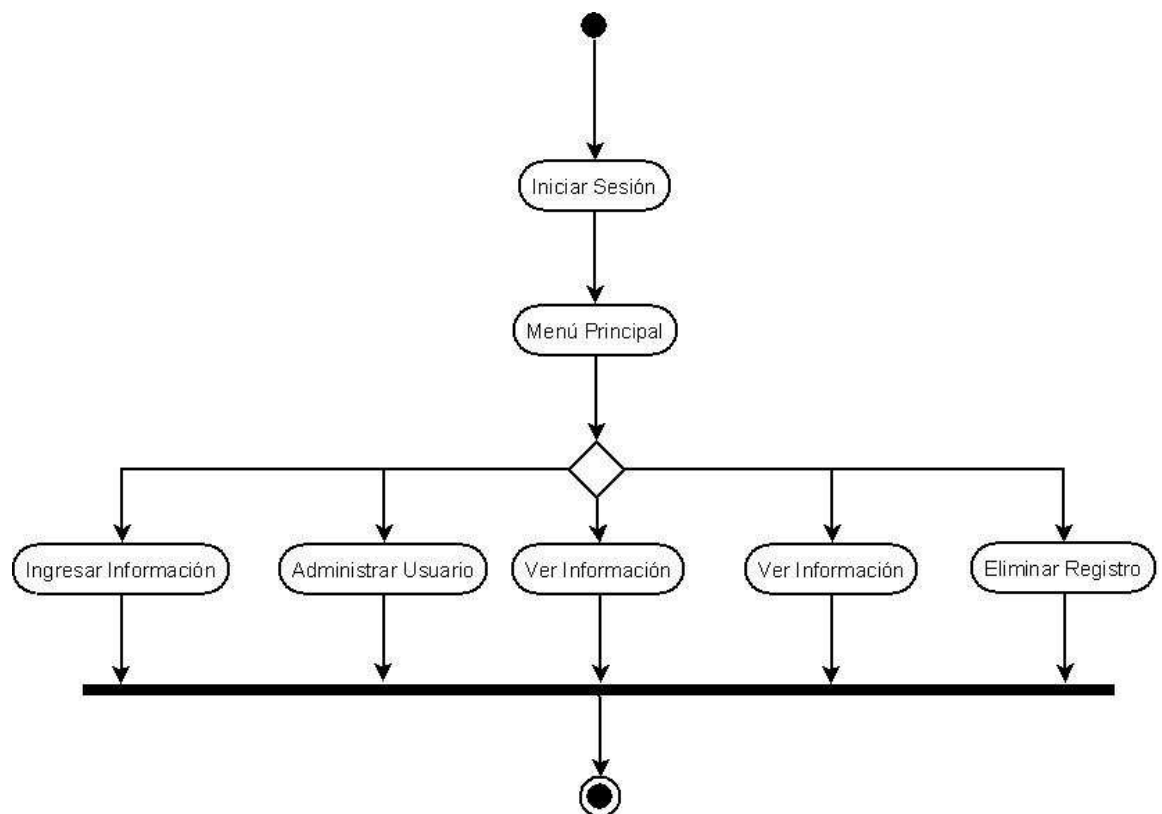 Iniciar Sesión
Menú Principal
Ingresar Información
Administrar Usuario
Ver Información
Ver Información
Eliminar Registro